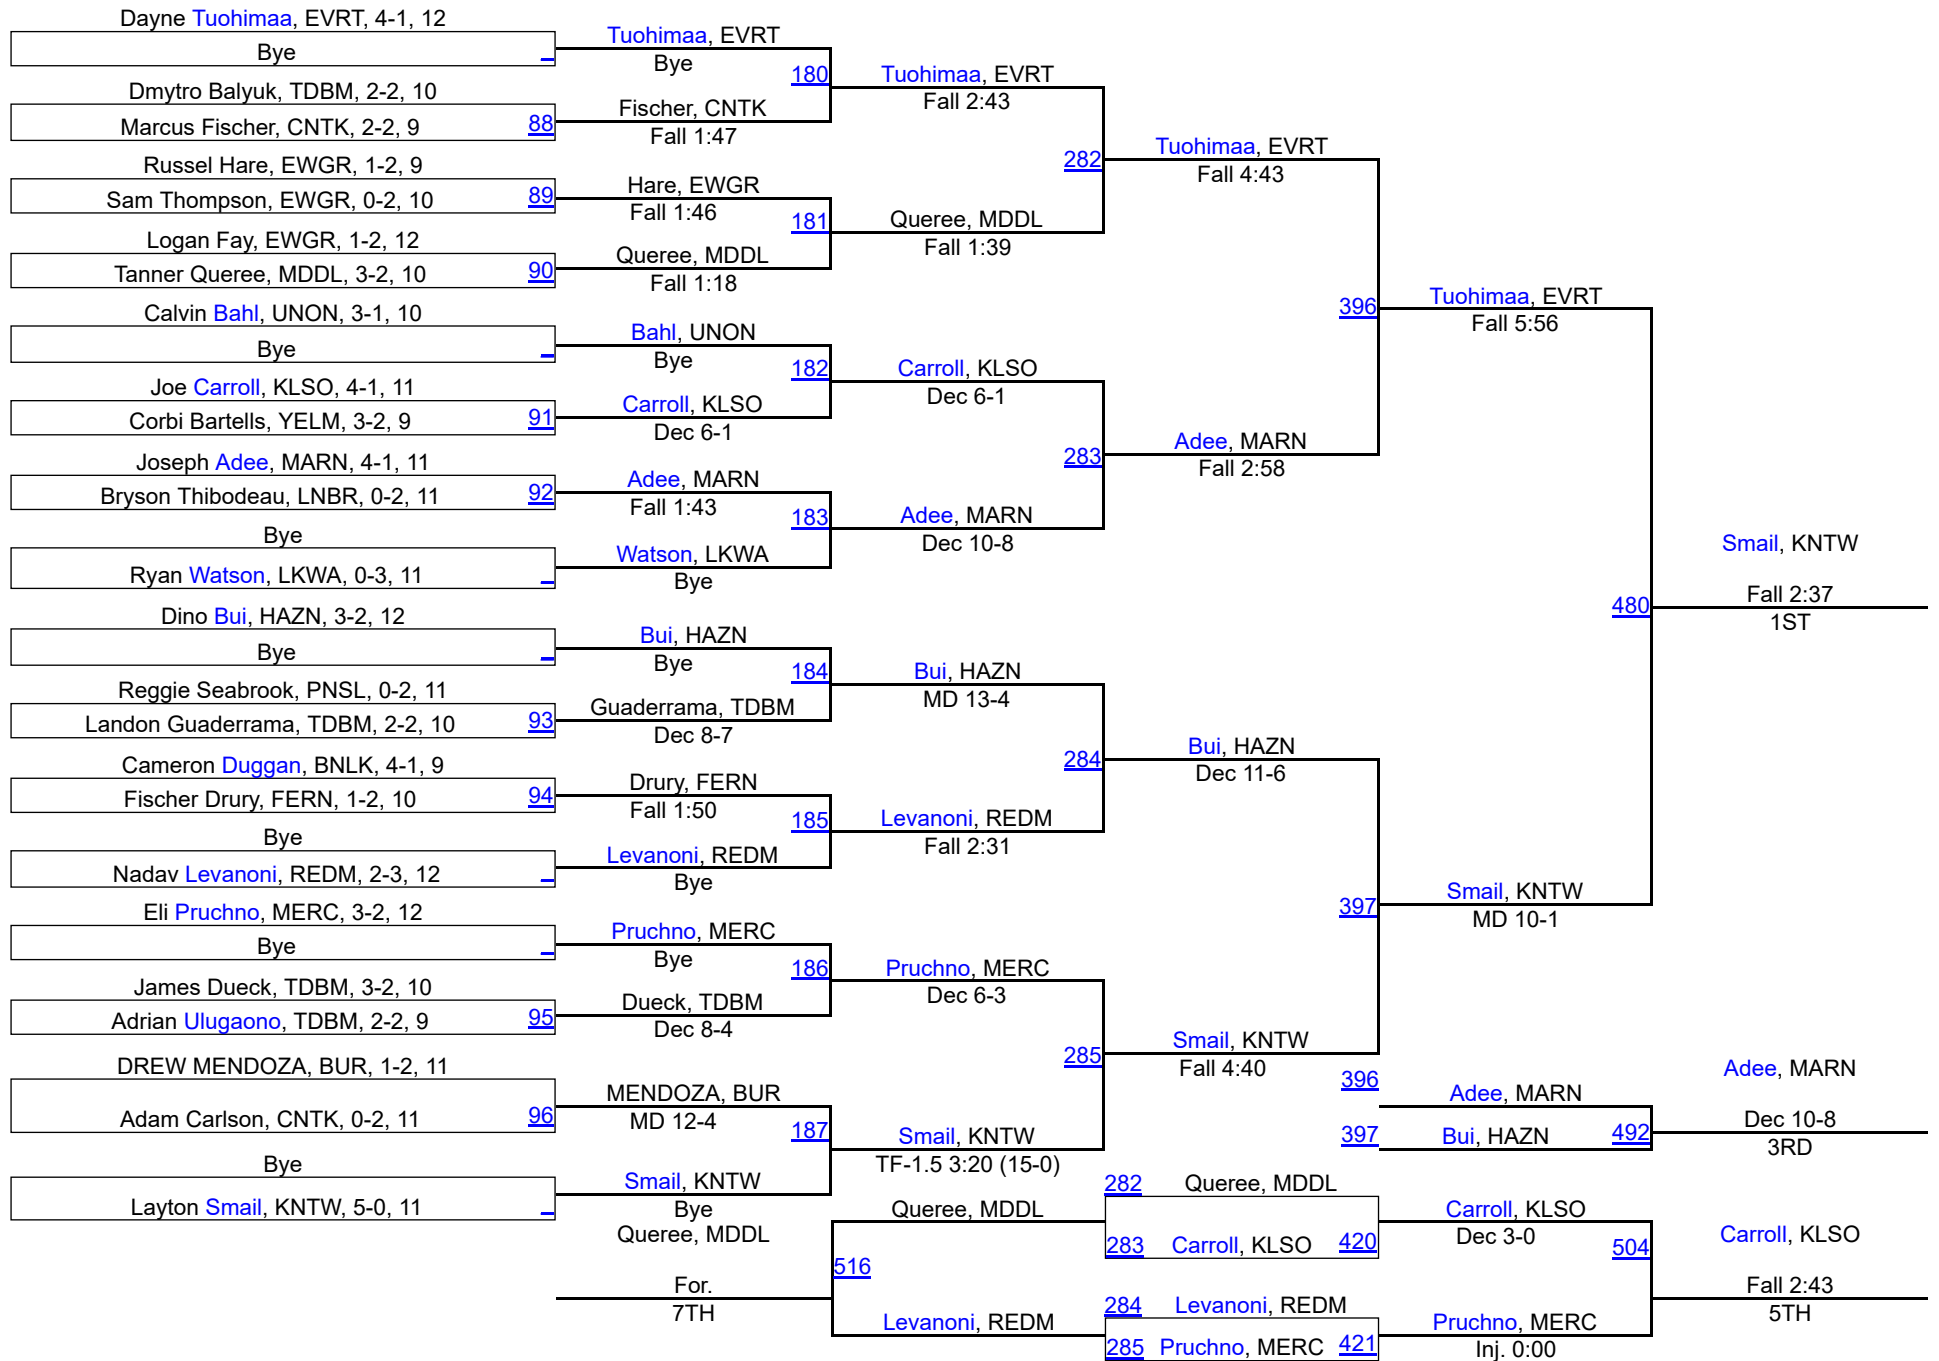 Dayne Tuohimaa, EVRT, 4-1, 12
Bye
Dmytro Balyuk, TDBM, 2-2, 10
Marcus Fischer, CNTK, 2-2, 9
88
Russel Hare, EWGR, 1-2, 9
Sam Thompson, EWGR, 0-2, 10
89
Logan Fay, EWGR, 1-2, 12
Tanner Queree, MDDL, 3-2, 10
90
Calvin Bahl, UNON, 3-1, 10
Bye
Joe Carroll, KLSO, 4-1, 11
Corbi Bartells, YELM, 3-2, 9
91
Joseph Adee, MARN, 4-1, 11
Bryson Thibodeau, LNBR, 0-2, 11
92
Bye
Ryan Watson, LKWA, 0-3, 11
Dino Bui, HAZN, 3-2, 12
Bye
Reggie Seabrook, PNSL, 0-2, 11
Landon Guaderrama, TDBM, 2-2, 10
93
Cameron Duggan, BNLK, 4-1, 9
Fischer Drury, FERN, 1-2, 10
94
Bye
Nadav Levanoni, REDM, 2-3, 12
Eli Pruchno, MERC, 3-2, 12
Bye
James Dueck, TDBM, 3-2, 10
Adrian Ulugaono, TDBM, 2-2, 9
95
DREW MENDOZA, BUR, 1-2, 11
Adam Carlson, CNTK, 0-2, 11
96
Bye
Layton Smail, KNTW, 5-0, 11
Tuohimaa, EVRT
Bye
180
Fischer, CNTK
Fall 1:47
Hare, EWGR
Fall 1:46
181
Queree, MDDL
Fall 1:18
Bahl, UNON
Bye
182
Carroll, KLSO
Dec 6-1
Adee, MARN
Fall 1:43
183
Watson, LKWA
Bye
Bui, HAZN
Bye
184
Guaderrama, TDBM
Dec 8-7
Drury, FERN
Fall 1:50
185
Levanoni, REDM
Bye
Pruchno, MERC
Bye
186
Dueck, TDBM
Dec 8-4
MENDOZA, BUR
MD 12-4
187
Smail, KNTW
Bye
Tuohimaa, EVRT
Fall 2:43
282
Queree, MDDL
Fall 1:39
Carroll, KLSO
Dec 6-1
283
Adee, MARN
Dec 10-8
Bui, HAZN
MD 13-4
284
Levanoni, REDM
Fall 2:31
Pruchno, MERC
Dec 6-3
285
Smail, KNTW
TF-1.5 3:20 (15-0)
Tuohimaa, EVRT
Fall 4:43
396
Adee, MARN
Fall 2:58
Bui, HAZN
Dec 11-6
397
Smail, KNTW
Fall 4:40
Tuohimaa, EVRT
Fall 5:56
480
Smail, KNTW
MD 10-1
Smail, KNTW
Fall 2:37
1ST
396
Adee, MARN
397
Bui, HAZN
492
Adee, MARN
Dec 10-8
3RD
282
Queree, MDDL
283
Carroll, KLSO
420
284
Levanoni, REDM
285
Pruchno, MERC
421
Carroll, KLSO
Dec 3-0
504
Pruchno, MERC
Inj. 0:00
Carroll, KLSO
Fall 2:43
5TH
Queree, MDDL
516
Levanoni, REDM
Queree, MDDL
For.
7TH